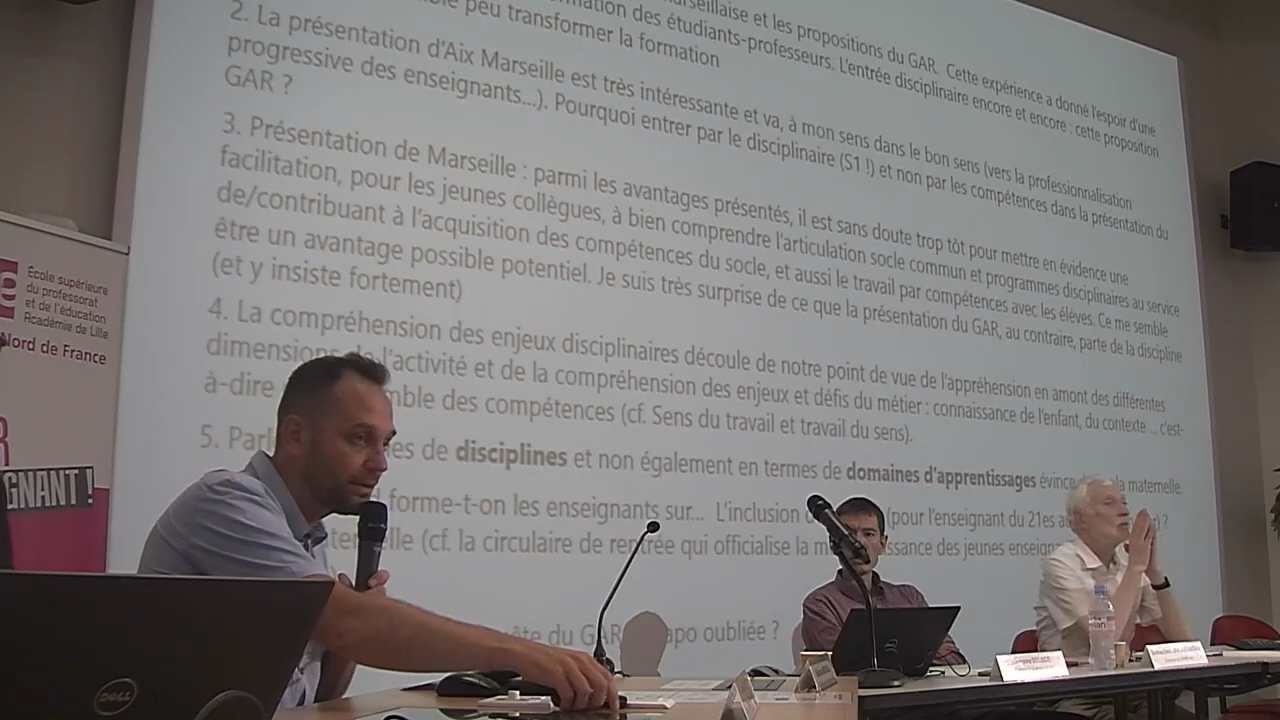 marseillaise et les propositions du GAR. Cette expérience a donné l'espoir d'une
formation des étudiants-professeurs. L'entrée disciplinaire encore et encore : cette proposition
peu transformer la formation
2. La présentation d'Aix Marseille est très intéressante et va, à mon sens dans le bon sens (vers la professionnalisation
progressive des enseignants...). Pourquoi entrer par le disciplinaire (S1 !) et non par les compétences dans la présentation du
GAR ?
3. Présentation de Marseille : parmi les avantages présentés, il est sans doute trop tôt pour mettre en évidence une
facilitation, pour les jeunes collègues, à bien comprendre l'articulation socle commun et programmes disciplinaires au service
de/contribuant à l'acquisition des compétences du socle, et aussi le travail par compétences avec les élèves. Ce me semble
être un avantage possible potentiel. Je suis très surprise de ce que la présentation du GAR, au contraire, parte de la discipline
(et y insiste fortement)
4. La compréhension des enjeux disciplinaires découle de notre point de vue de l'appréhension en amont des différentes
dimensions de l'activité et de la compréhension des enjeux et défis du métier : connaissance de l'enfant, du contexte ... c'est-
à-dire mble des compétences (cf. Sens du travail et travail du sens).
5. Parl es de disciplines et non également en termes de domaines d'apprentissages évince la maternelle.
forme-t-on les enseignants sur... L'inclusion (pour l'enseignant du 21es ) ?
(cf. la circulaire de rentrée qui officialise la issance des jeunes enseign
ête du GAR apo oubliée ?
École supérieure
du professorat
et de l'éducation
Académie de Lille
Nord de France
GNANT !
DELL